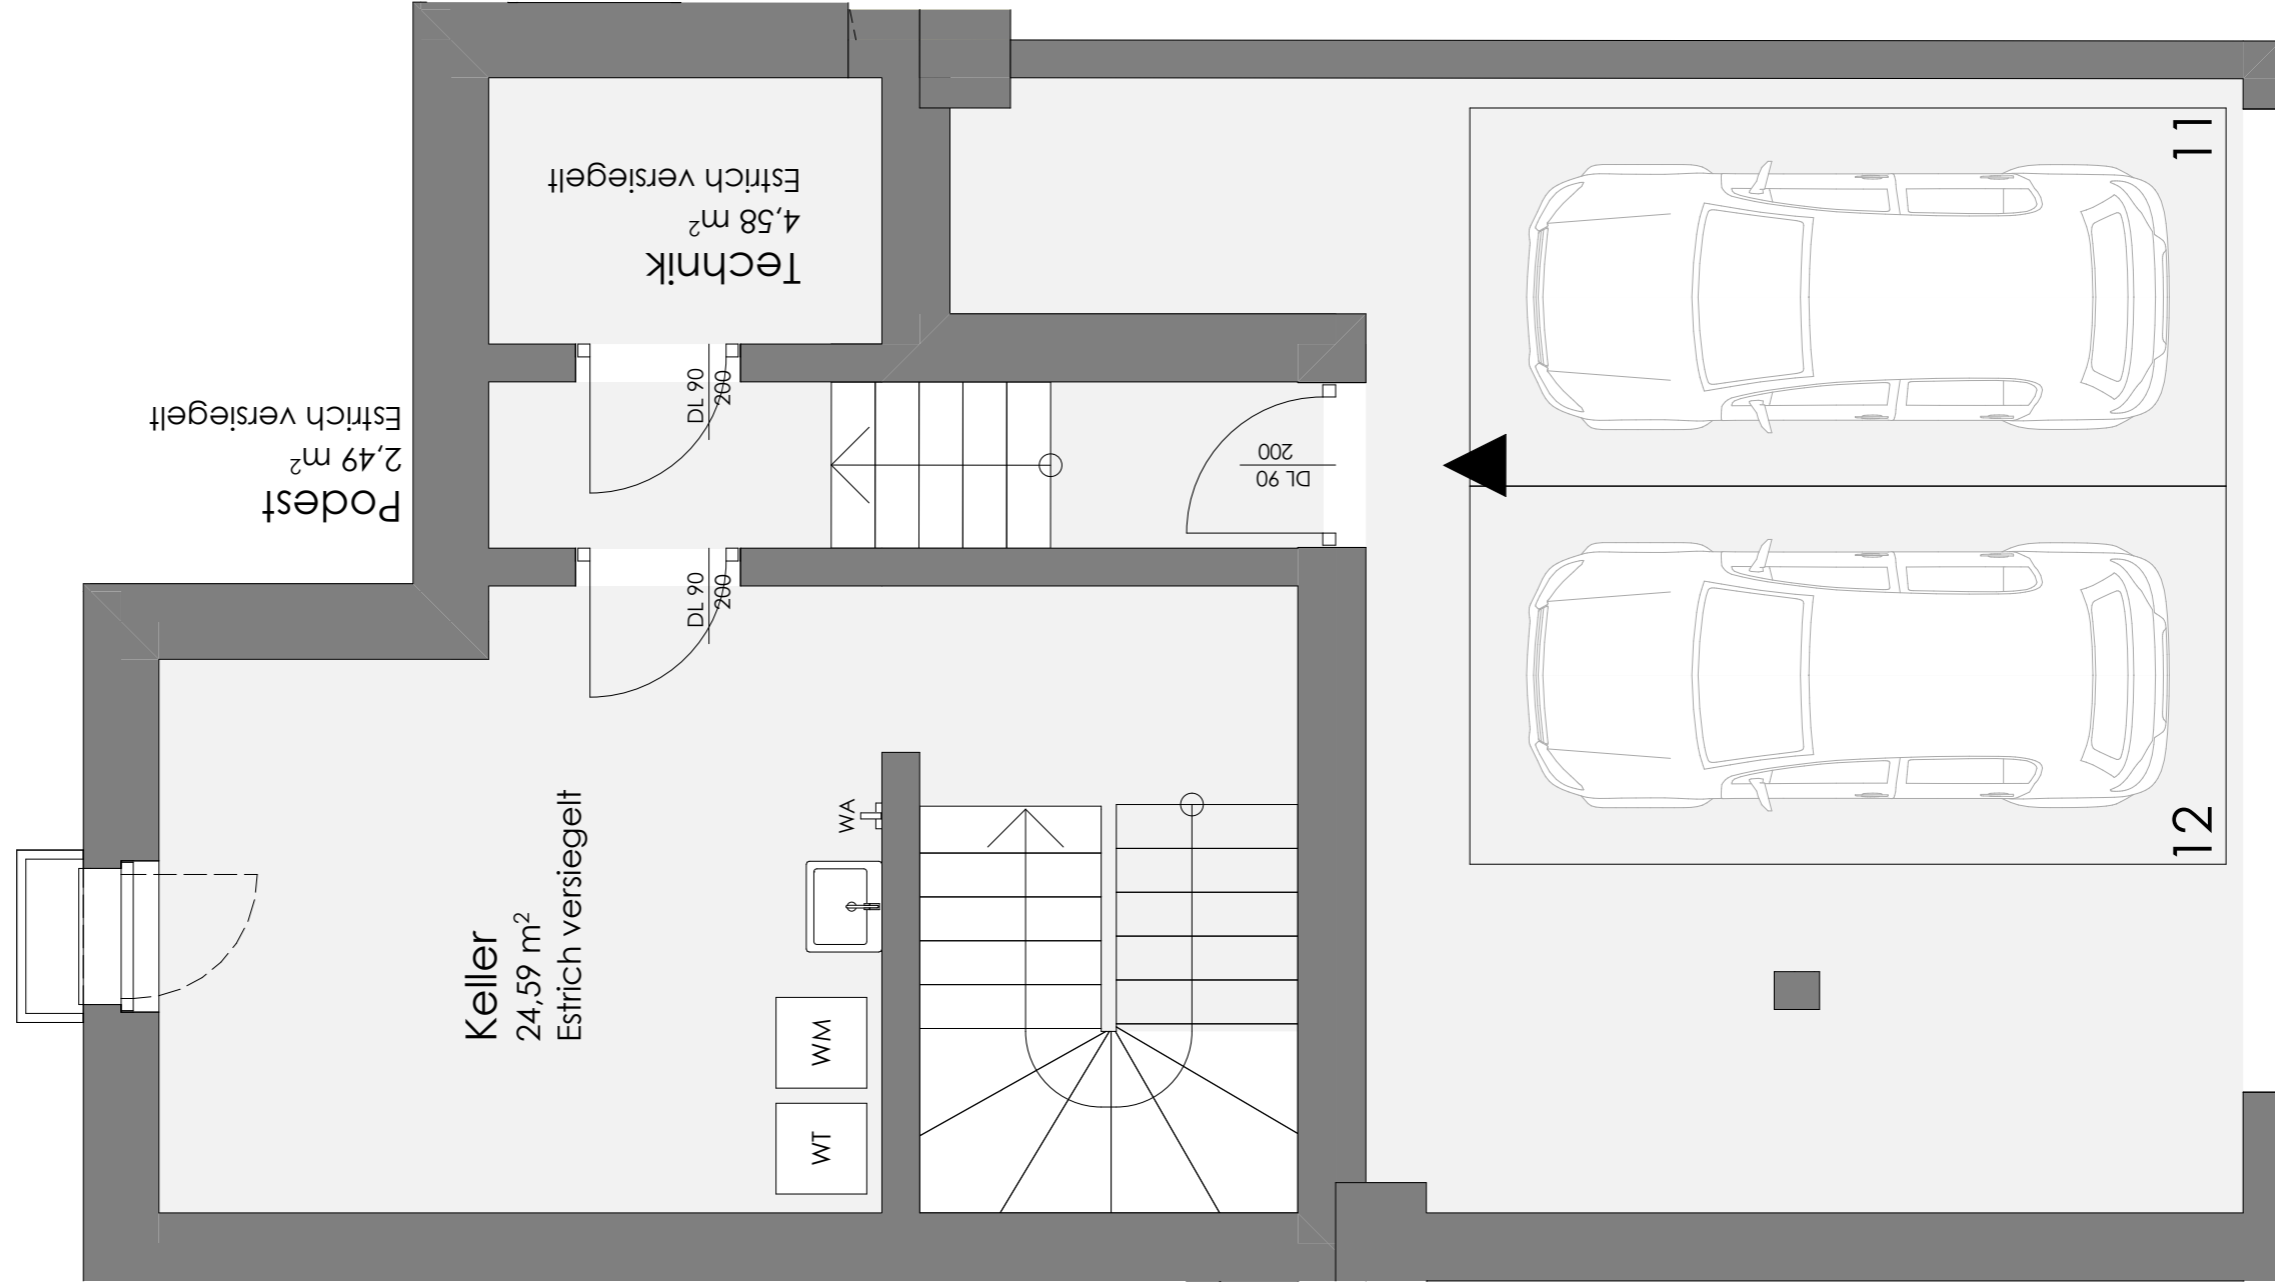 Technik
4,58 m²
Estrich versiegelt
Podest
2,49 m²
Estrich versiegelt
DL 90
200
DL 90
200
DL 90
200
Keller
24,59 m²
Estrich versiegelt
WA
WM
WT
11
12